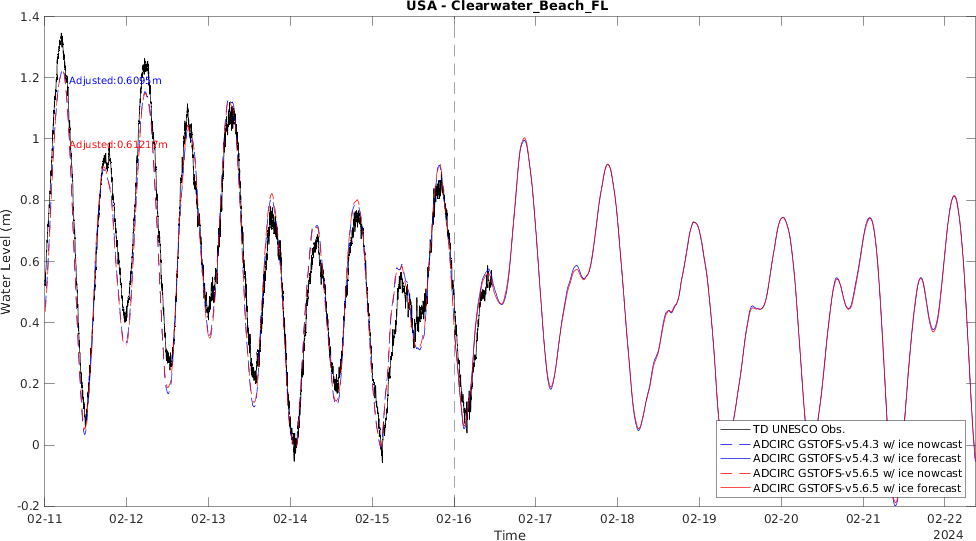 USA - Clearwater_Beach_FL
Water Level (m)
1.4
1.2
1
0.8
0.6
0.4
0.2
0
-0.2
Adjusted:0.6095m
TD UNESCO Obs.
ADCIRC GSTOFS-v5.4.3 w/ ice nowcast
ADCIRC GSTOFS-v5.4.3 w/ ice forecast
ADCIRC GSTOFS-v5.6.5 w/ ice nowcast
ADCIRC GSTOFS-v5.6.5 w/ ice forecast
02-11 02-12 02-13 02-14 02-15 02-16 02-17 02-18 02-19 02-20 02-21 02-22
Time
2024